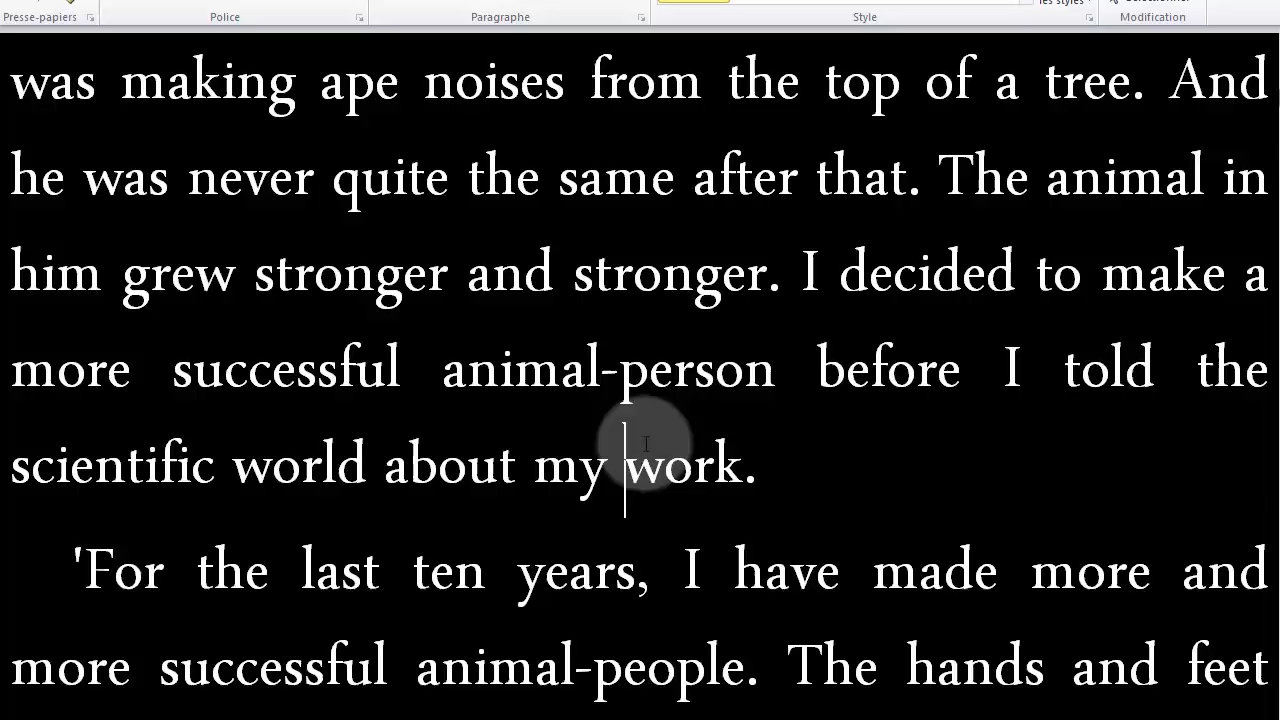 Presse-papiers Police Paragraphe Style Modification
was making ape noises from the top of a tree. And
he was never quite the same after that. The animal in
him grew stronger and stronger. I decided to make a
more successful animal-person before I told the
scientific world about my work.
'For the last ten years, I have made more and
more successful animal-people. The hands and feet